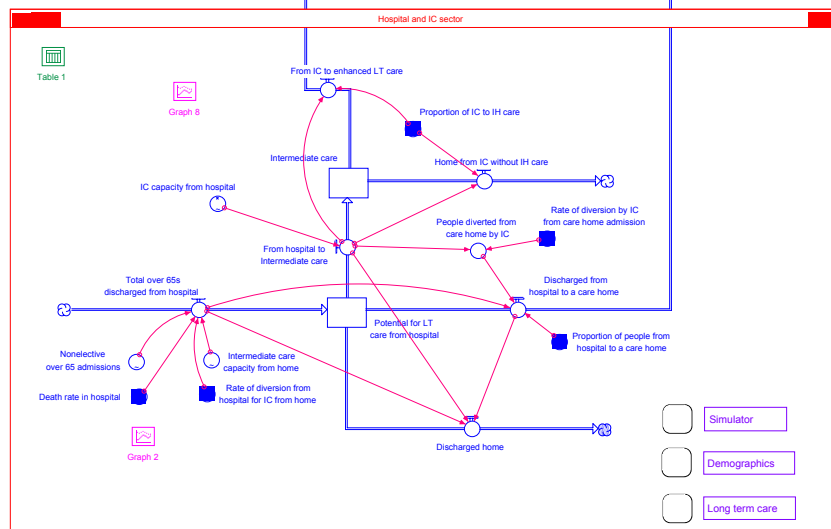 Hospital and IC sector
Table 1
From IC to enhanced LT care
Graph 8
Proportion of IC to IH care
Intermediate care
Home from IC without IH care
IC capacity from hospital
People diverted from
care home by IC
Rate of diversion by IC
from care home admission
From hospital to
Intermediate care
Total over 65s
discharged from hospital
Discharged from
hospital to a care home
Potential for LT
care from hospital
Proportion of people from
hospital to a care home
Nonelective
over 65 admissions
Intermediate care
capacity from home
Death rate in hospital
Rate of diversion from
hospital for IC from home
Graph 2
Discharged home
Simulator
Demographics
Long term care